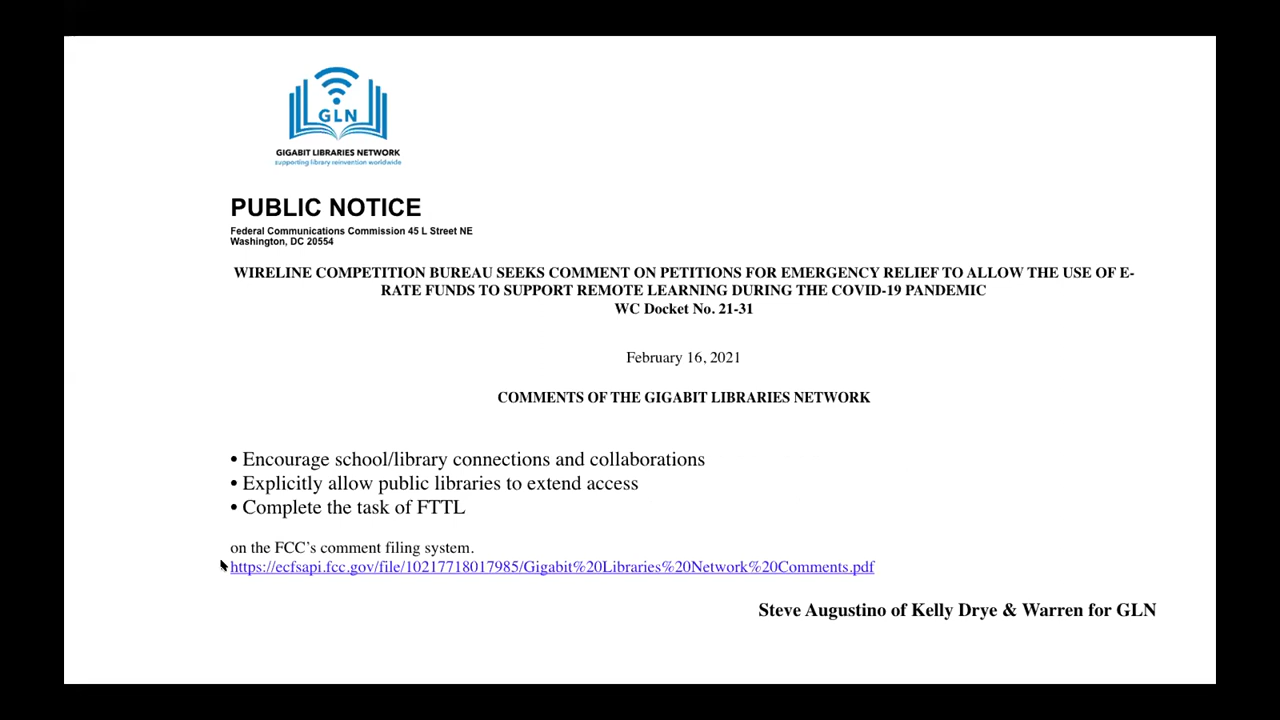 GLN
GIGABIT LIBRARIES NETWORK
supporting library reinvention worldwide
PUBLIC NOTICE
Federal Communications Commission 45 L Street NE
Washington, DC 20554
WIRELINE COMPETITION BUREAU SEEKS COMMENT ON PETITIONS FOR EMERGENCY RELIEF TO ALLOW THE USE OF E-
RATE FUNDS TO SUPPORT REMOTE LEARNING DURING THE COVID-19 PANDEMIC
WC Docket No. 21-31
February 16, 2021
COMMENTS OF THE GIGABIT LIBRARIES NETWORK
• Encourage school/library connections and collaborations
• Explicitly allow public libraries to extend access
• Complete the task of FTTL
on the FCC’s comment filing system.
https://ecfsapi.fcc.gov/file/10217718017985/Gigabit%20Libraries%20Network%20Comments.pdf
Steve Augustino of Kelly Drye & Warren for GLN